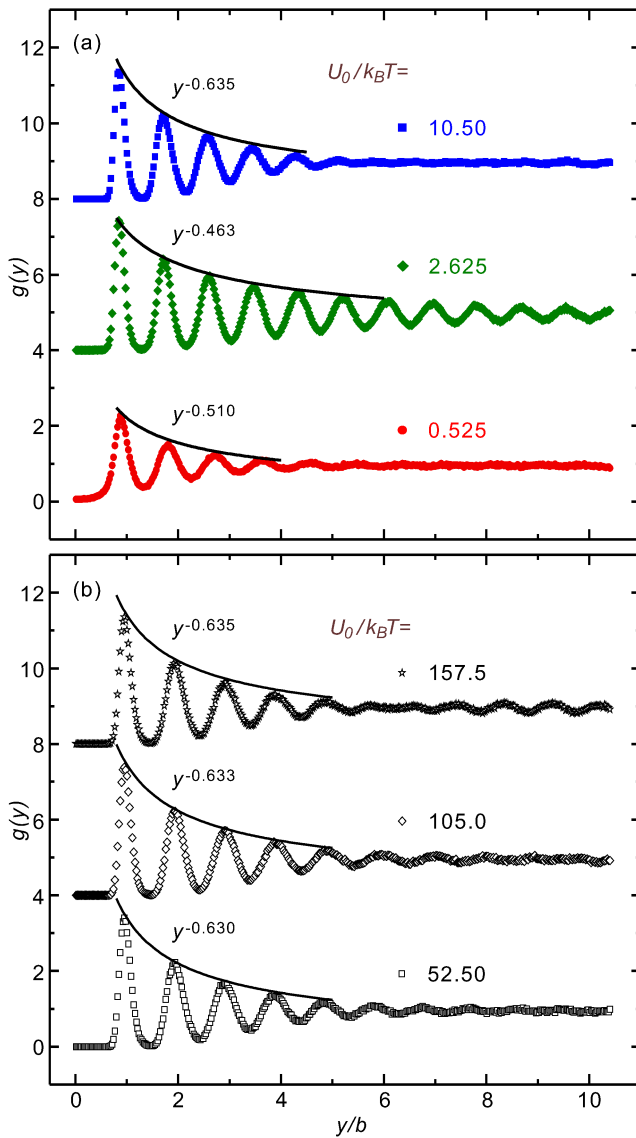 (a)
U₀/k_BT=
y⁻⁰·⁶³⁵
10.50
y⁻⁰·⁴⁶³
2.625
y⁻⁰·⁵¹⁰
0.525
g(y)
12
10
8
6
4
2
0
(b)
U₀/k_BT=
y⁻⁰·⁶³⁵
157.5
y⁻⁰·⁶³³
105.0
y⁻⁰·⁶³⁰
52.50
g(y)
12
10
8
6
4
2
0
0 2 4 6 8 10
y/b